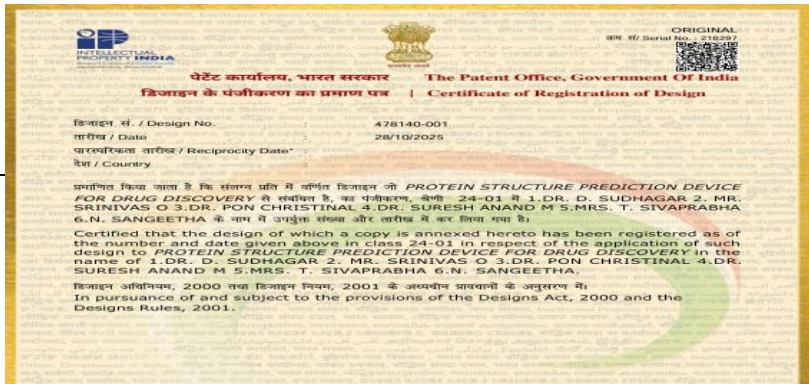 ORIGINAL
क्रम सं/ Serial No. : 218297
INTELLECTUAL
PROPERTY INDIA
सत्यमेव जयते
पेटेंट कार्यालय, भारत सरकार
The Patent Office, Government Of India
डिजाइन के पंजीकरण का प्रमाण पत्र | Certificate of Registration of Design
डिजाइन सं. / Design No. : 478140-001
तारीख / Date : 28/10/2025
पारस्परिकता तारीख / Reciprocity Date* :
देश / Country :
प्रमाणित किया जाता है कि संलग्न प्रति में वर्णित डिजाइन जो PROTEIN STRUCTURE PREDICTION DEVICE
FOR DRUG DISCOVERY से संबंधित है, का पंजीकरण, श्रेणी 24-01 में 1.DR. D. SUDHAGAR 2. MR.
SRINIVAS O 3.DR. PON CHRISTINAL 4.DR. SURESH ANAND M 5.MRS. T. SIVAPRABHA
6.N. SANGEETHA के नाम में उपर्युक्त संख्या और तारीख में कर लिया गया है।
Certified that the design of which a copy is annexed hereto has been registered as of
the number and date given above in class 24-01 in respect of the application of such
design to PROTEIN STRUCTURE PREDICTION DEVICE FOR DRUG DISCOVERY in the
name of 1.DR. D. SUDHAGAR 2. MR. SRINIVAS O 3.DR. PON CHRISTINAL 4.DR.
SURESH ANAND M 5.MRS. T. SIVAPRABHA 6.N. SANGEETHA.
डिजाइन अधिनियम, 2000 तथा डिजाइन नियम, 2001 के अध्यधीन प्रावधानों के अनुसरण में।
In pursuance of and subject to the provisions of the Designs Act, 2000 and the
Designs Rules, 2001.